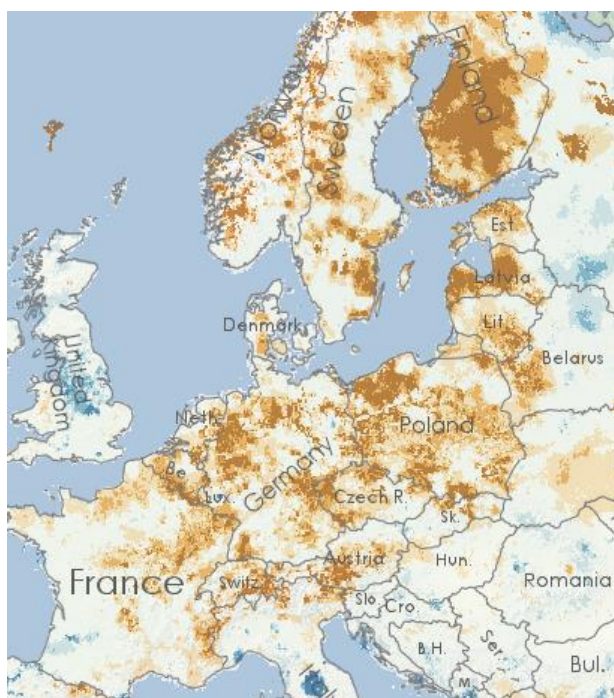 Norway
Finland
Sweden
Est.
Latvia
Lit.
Denmark
United
Kingdom
Belarus
Neth.
Poland
Be.
Germany
Lux.
Czech R.
Sk.
Austria
Hun.
France
Switz.
Romania
Slo.
Cro.
B.H.
Ser.
Bul.
M.